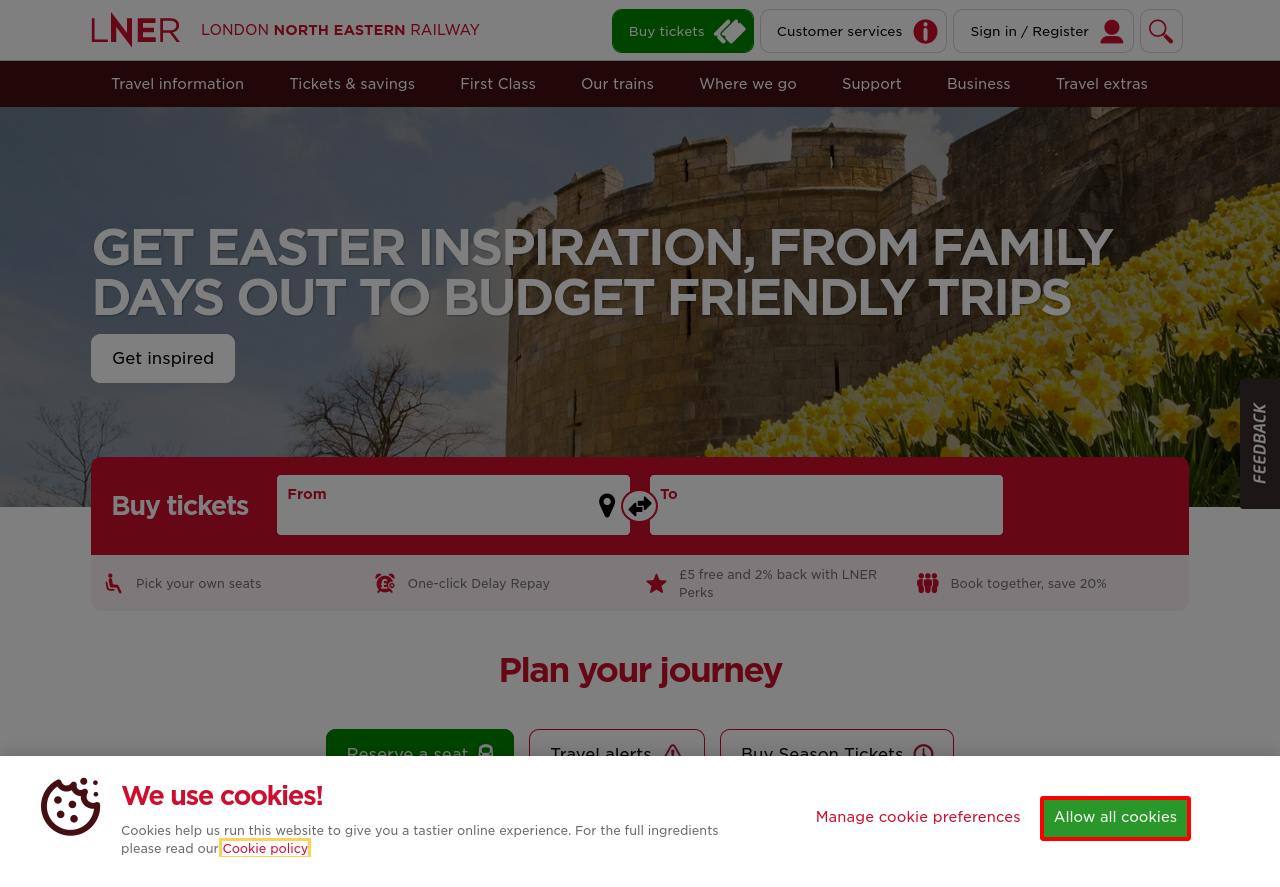 LNER LONDON NORTH EASTERN RAILWAY
Buy tickets
Customer services
Sign in / Register
Travel information
Tickets & savings
First Class
Our trains
Where we go
Support
Business
Travel extras
GET EASTER INSPIRATION, FROM FAMILY
DAYS OUT TO BUDGET FRIENDLY TRIPS
Get inspired
FEEDBACK
Buy tickets
From
To
Pick your own seats
One-click Delay Repay
£5 free and 2% back with LNER
Perks
Book together, save 20%
Plan your journey
Reserve a seat
Travel alerts
Buy Season Tickets
We use cookies!
Cookies help us run this website to give you a tastier online experience. For the full ingredients
please read our Cookie policy
Manage cookie preferences
Allow all cookies